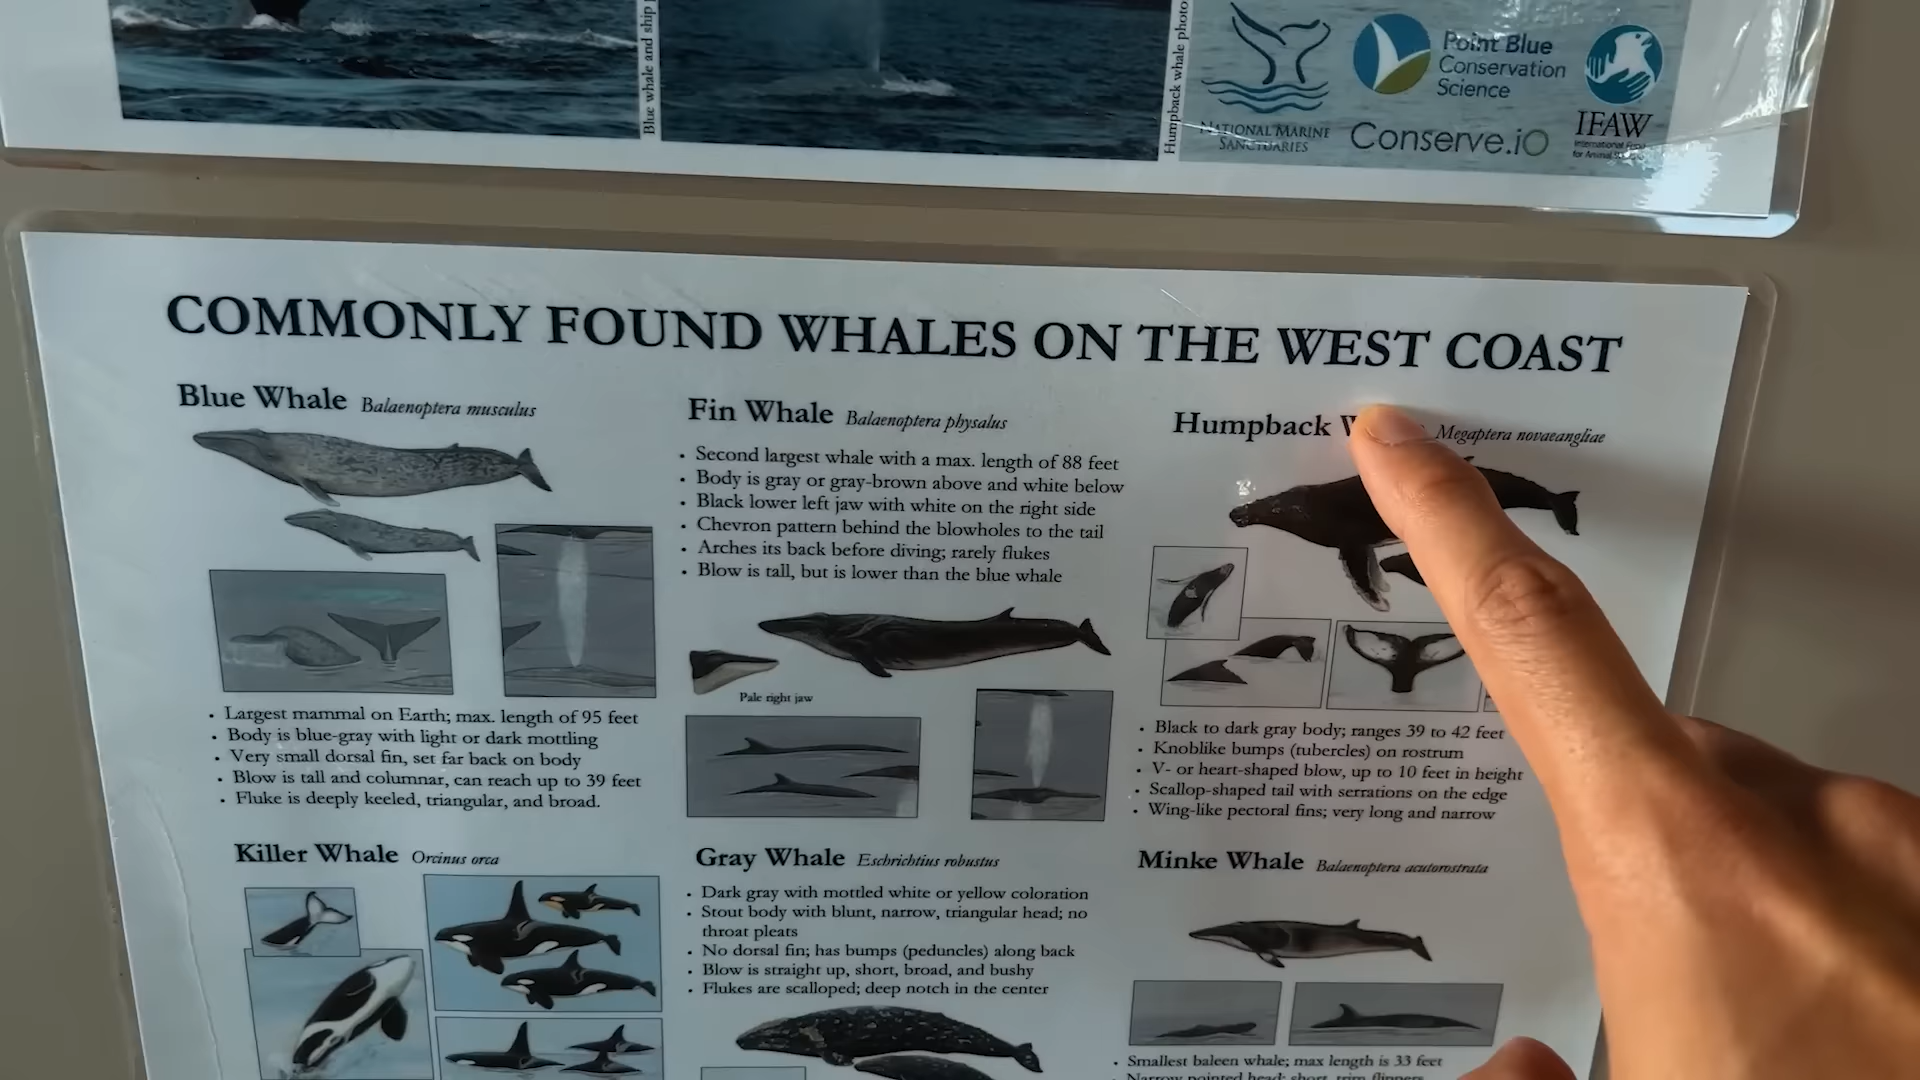 Blue whale and ship
Humpback whale photo
NATIONAL MARINE
SANCTUARIES
Point Blue
Conservation
Science
Conserve.iO
IFAW
International
for Animal
COMMONLY FOUND WHALES ON THE WEST COAST
Blue Whale Balaenoptera musculus
• Largest mammal on Earth; max. length of 95 feet
• Body is blue-gray with light or dark mottling
• Very small dorsal fin, set far back on body
• Blow is tall and columnar, can reach up to 39 feet
• Fluke is deeply keeled, triangular, and broad.
Fin Whale Balaenoptera physalus
• Second largest whale with a max. length of 88 feet
• Body is gray or gray-brown above and white below
• Black lower left jaw with white on the right side
• Chevron pattern behind the blowholes to the tail
• Arches its back before diving; rarely flukes
• Blow is tall, but is lower than the blue whale
Pale right jaw
Humpback Megaptera novaeangliae
• Black to dark gray body; ranges 39 to 42 feet
• Knoblike bumps (tubercles) on rostrum
• V- or heart-shaped blow, up to 10 feet in height
• Scallop-shaped tail with serrations on the edge
• Wing-like pectoral fins; very long and narrow
Killer Whale Orcinus orca
Gray Whale Eschrichtius robustus
• Dark gray with mottled white or yellow coloration
• Stout body with blunt, narrow, triangular head; no
throat pleats
• No dorsal fin; has bumps (peduncles) along back
• Blow is straight up, short, broad, and bushy
• Flukes are scalloped; deep notch in the center
Minke Whale Balaenoptera acutorostrata
• Smallest baleen whale; max length is 33 feet
• Narrow pointed head; short, trim flippers